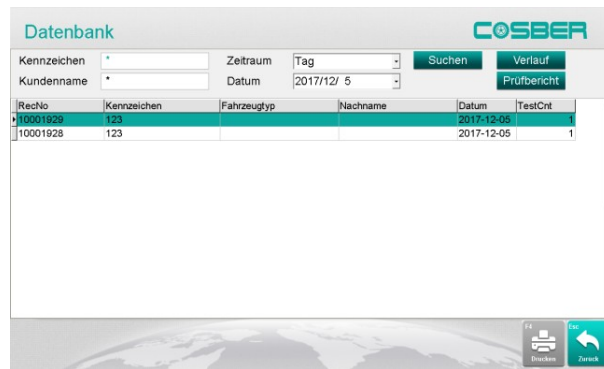 Datenbank
COSBER
Kennzeichen * Zeitraum Tag Suchen Verlauf
Kundenname * Datum 2017/12/ 5 Prüfbericht
RecNo Kennzeichen Fahrzeugtyp Nachname Datum TestCnt
10001929 123 2017-12-05 1
10001928 123 2017-12-05 1
F4 Esc
Drucken Zurück